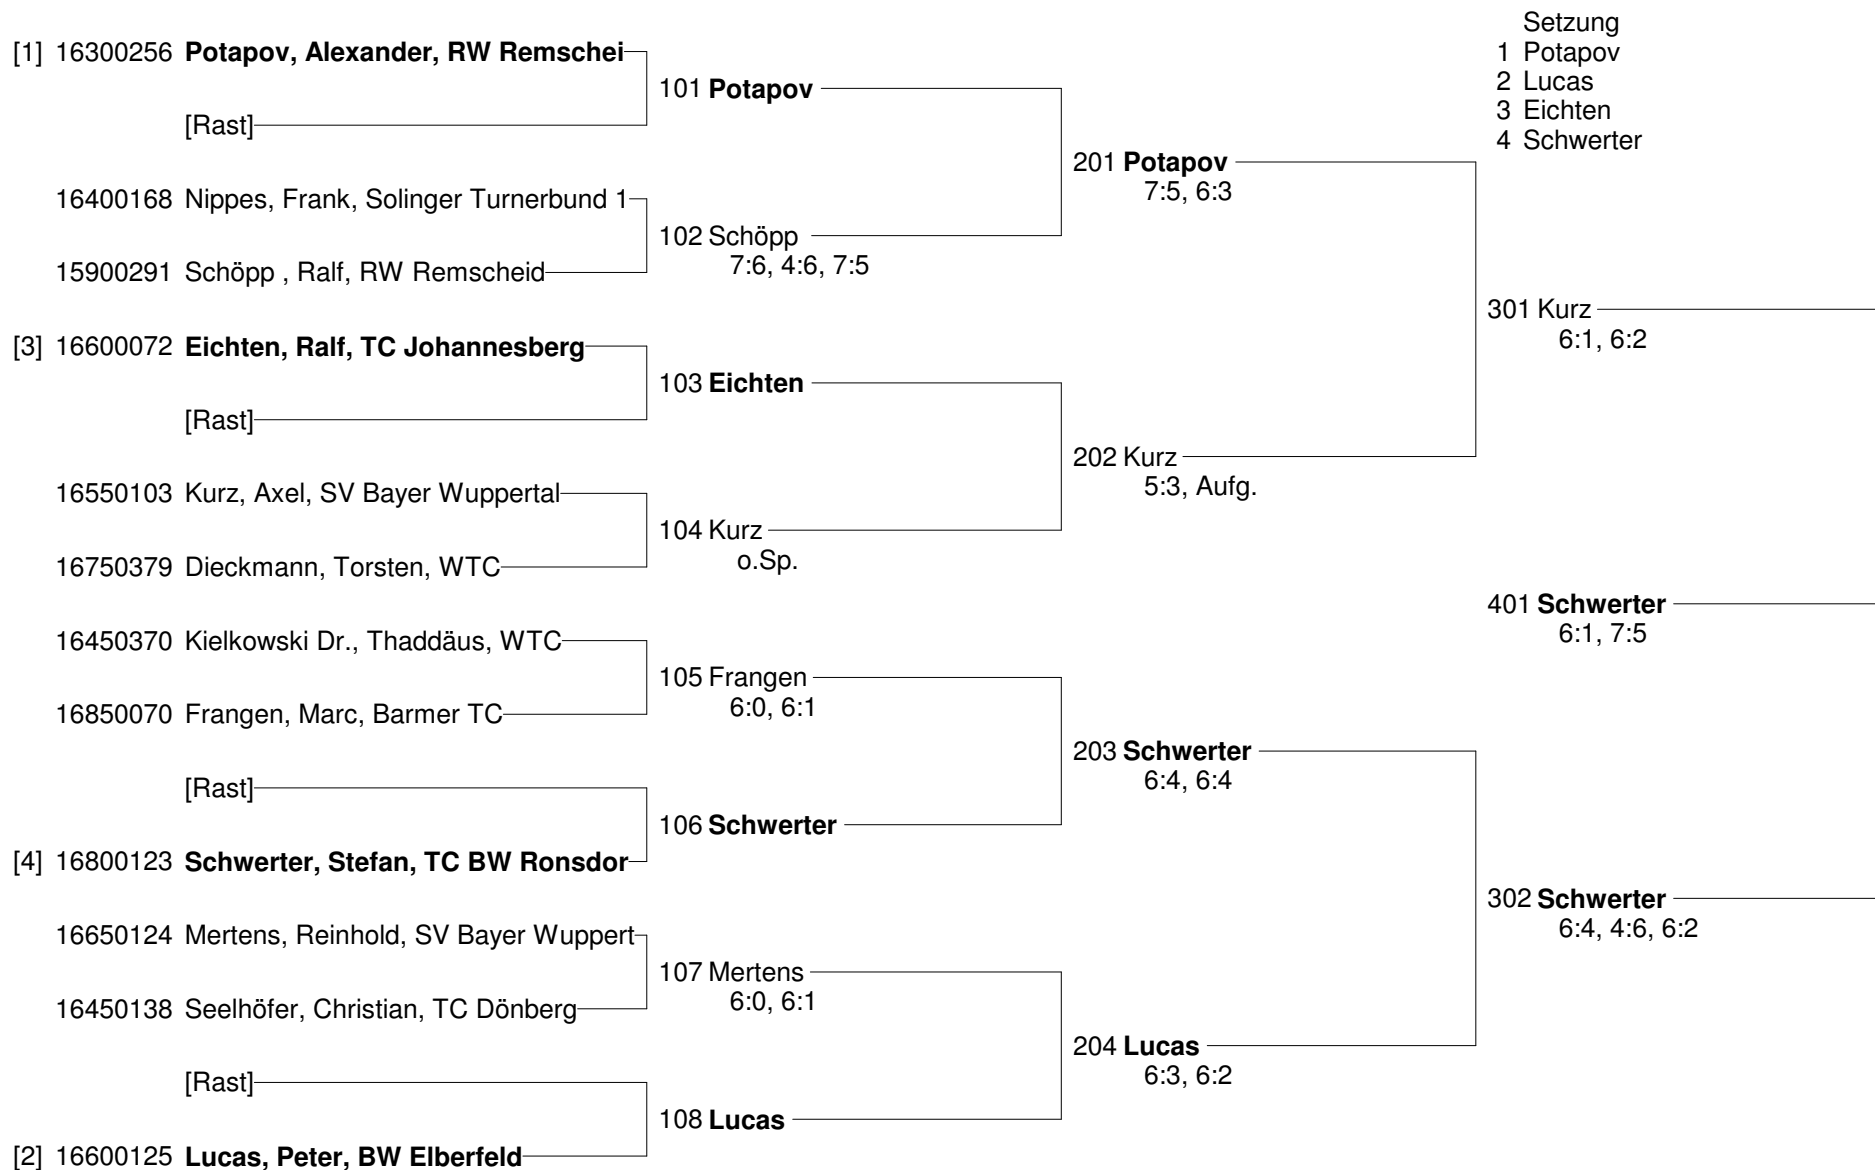 Setzung
1 Potapov
2 Lucas
3 Eichten
4 Schwerter
[1] 16300256 Potapov, Alexander, RW Remschei
[Rast]
16400168 Nippes, Frank, Solinger Turnerbund 1
15900291 Schöpp , Ralf, RW Remscheid
[3] 16600072 Eichten, Ralf, TC Johannesberg
[Rast]
16550103 Kurz, Axel, SV Bayer Wuppertal
16750379 Dieckmann, Torsten, WTC
16450370 Kielkowski Dr., Thaddäus, WTC
16850070 Frangen, Marc, Barmer TC
[Rast]
[4] 16800123 Schwerter, Stefan, TC BW Ronsdor
16650124 Mertens, Reinhold, SV Bayer Wuppert
16450138 Seelhöfer, Christian, TC Dönberg
[Rast]
[2] 16600125 Lucas, Peter, BW Elberfeld
101 Potapov
102 Schöpp
7:6, 4:6, 7:5
103 Eichten
104 Kurz
o.Sp.
105 Frangen
6:0, 6:1
106 Schwerter
107 Mertens
6:0, 6:1
108 Lucas
201 Potapov
7:5, 6:3
202 Kurz
5:3, Aufg.
203 Schwerter
6:4, 6:4
204 Lucas
6:3, 6:2
301 Kurz
6:1, 6:2
401 Schwerter
6:1, 7:5
302 Schwerter
6:4, 4:6, 6:2